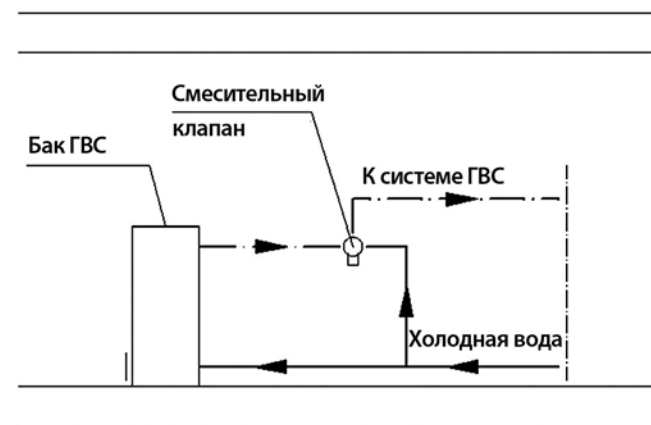 Смесительный
клапан
Бак ГВС
К системе ГВС
Холодная вода